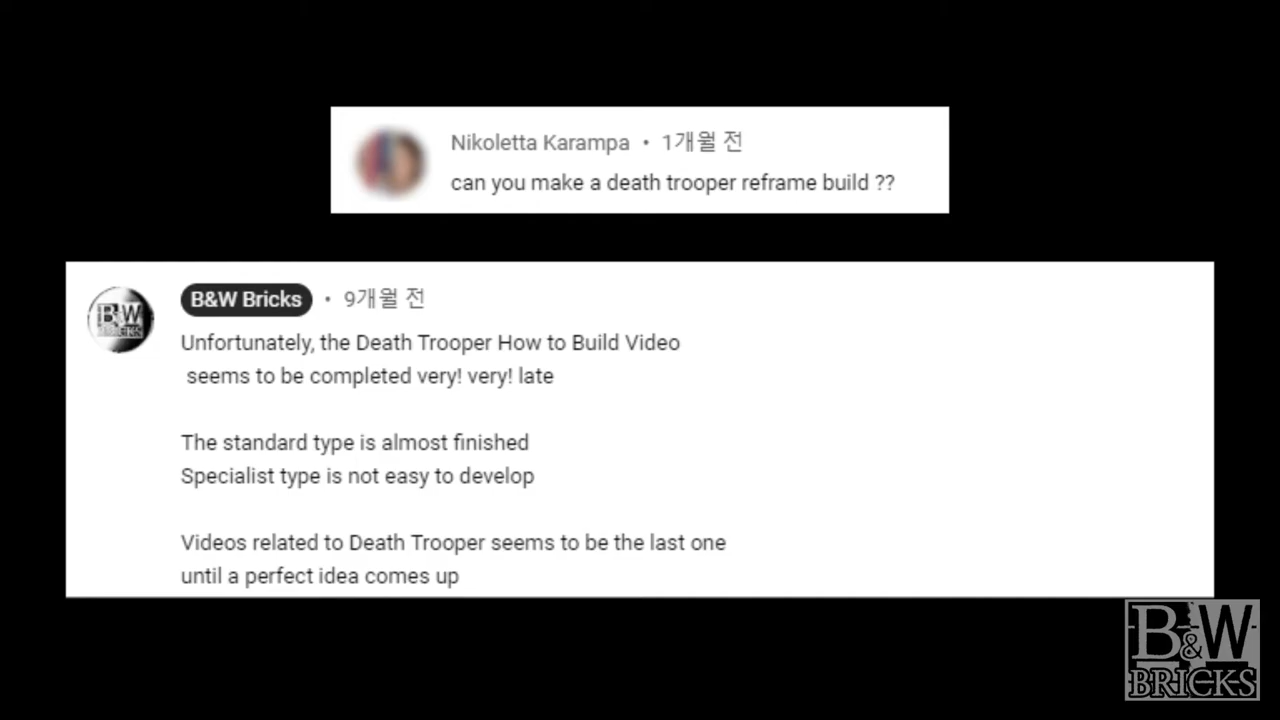 Nikoletta Karampa • 1개월 전
can you make a death trooper reframe build ??
B&W Bricks • 9개월 전
Unfortunately, the Death Trooper How to Build Video
seems to be completed very! very! late
The standard type is almost finished
Specialist type is not easy to develop
Videos related to Death Trooper seems to be the last one
until a perfect idea comes up
B&W
BRICKS